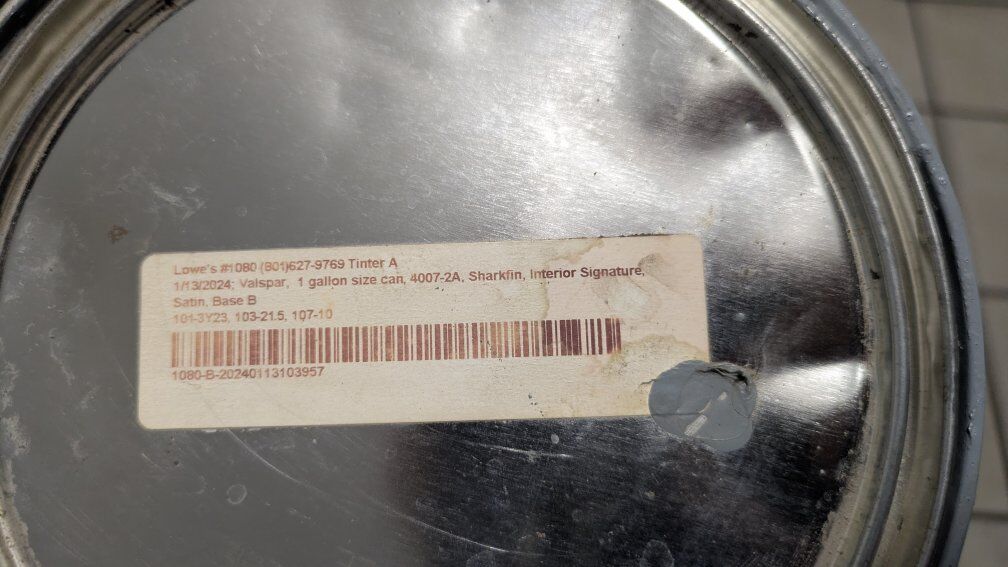 Lowe's #1080 (801)627-9769 Tinter A
1/13/2024; Valspar, 1 gallon size can, 4007-2A, Sharkfin, Interior Signature,
Satin, Base B
101-3Y23, 103-21.5, 107-10
1080-B-20240113103957